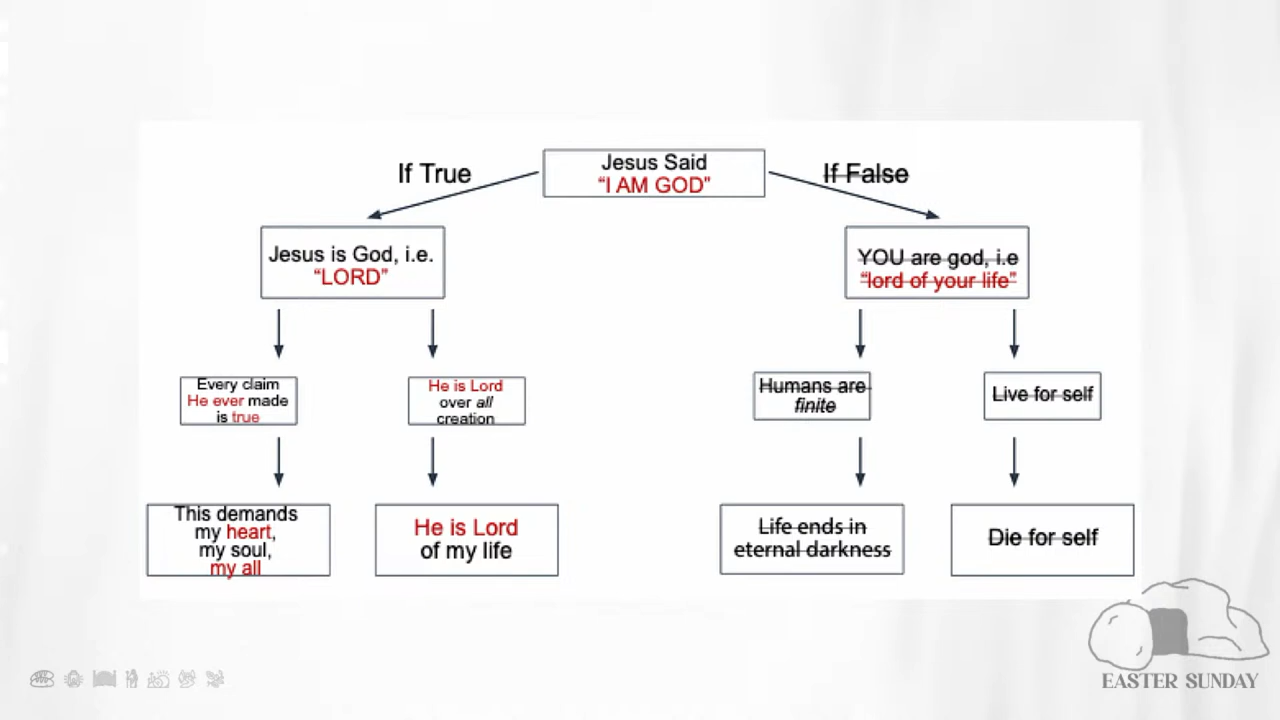 If True
Jesus Said
“I AM GOD”
If False
Jesus is God, i.e.
“LORD”
YOU are god, i.e
“lord of your life”
Every claim
He ever made
is true
He is Lord
over all
creation
Humans are
finite
Live for self
This demands
my heart,
my soul,
my all
He is Lord
of my life
Life ends in
eternal darkness
Die for self
EASTER SUNDAY